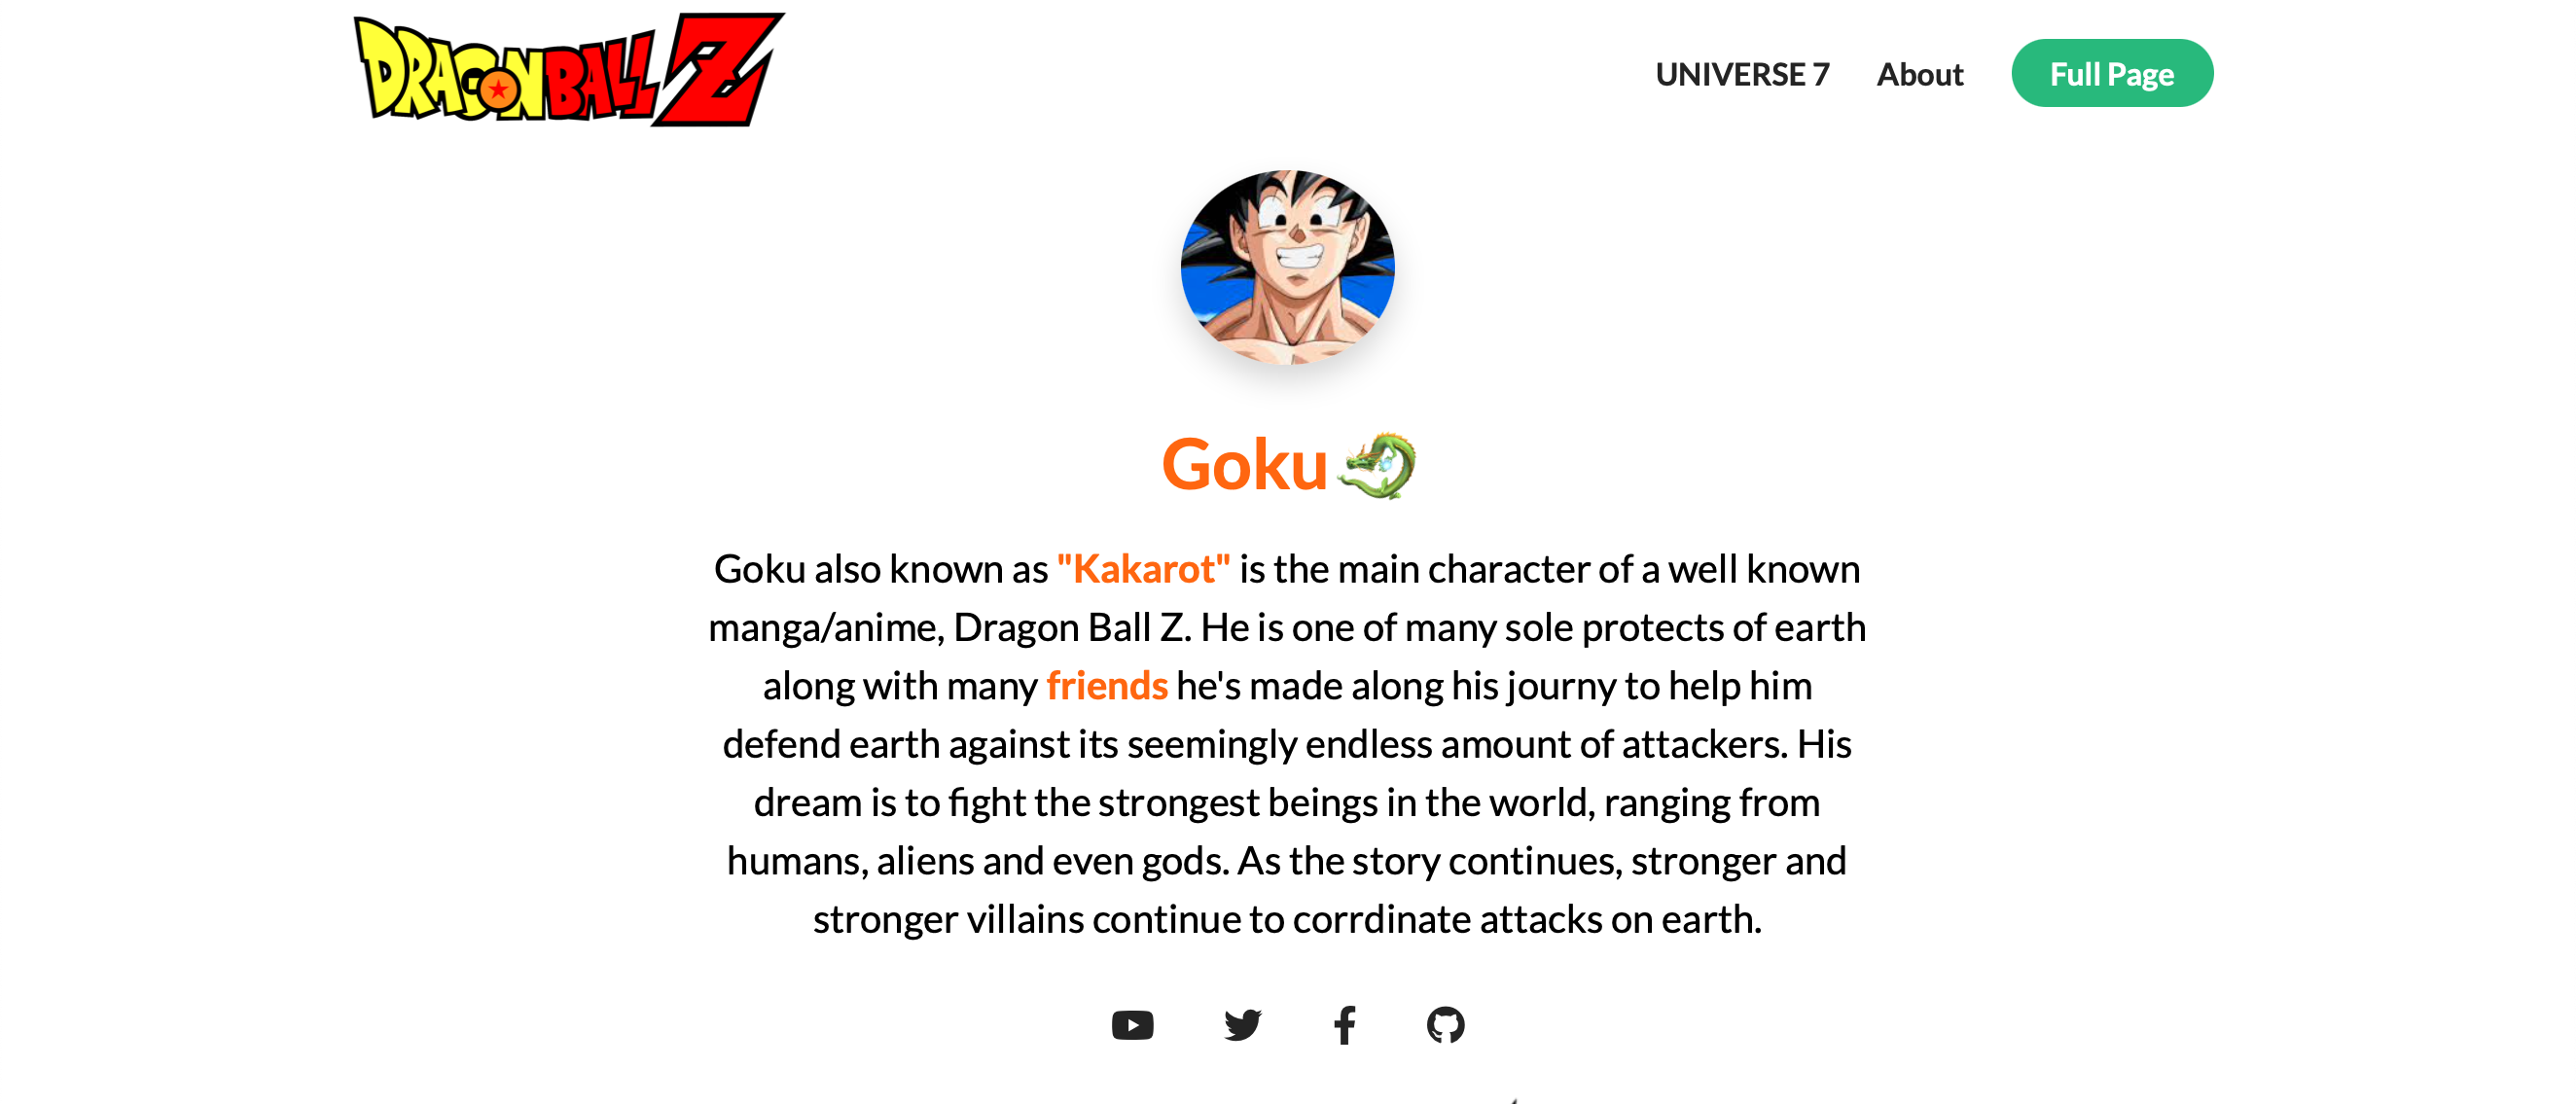 DRAGON BALL Z
UNIVERSE 7
About
Full Page
Goku
Goku also known as "Kakarot" is the main character of a well known
manga/anime, Dragon Ball Z. He is one of many sole protects of earth
along with many friends he's made along his journy to help him
defend earth against its seemingly endless amount of attackers. His
dream is to fight the strongest beings in the world, ranging from
humans, aliens and even gods. As the story continues, stronger and
stronger villains continue to corrdinate attacks on earth.